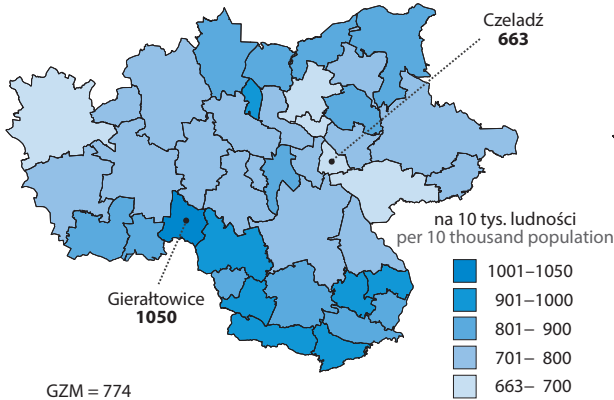 Czeladź
663
na 10 tys. ludności
per 10 thousand population
1001–1050
901–1000
801– 900
701– 800
663– 700
Gierałtowice
1050
GZM = 774